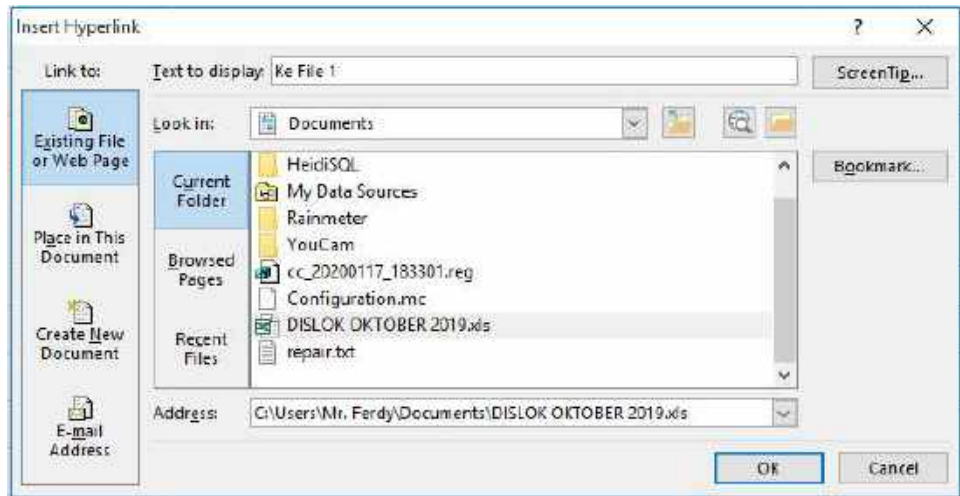 Insert Hyperlink
? X
Link to:
Text to display: Ke File 1
ScreenTip...
Existing File
or Web Page
Look in:
Documents
Bookmark...
Current
Folder
HeidiSQL
My Data Sources
Rainmeter
YouCam
Place in This
Document
Browsed
Pages
cc_20200117_183301.reg
Configuration.mc
DISLOK OKTOBER 2019.xls
repair.txt
Create New
Document
Recent
Files
E-mail
Address
Address:
C:\Users\Mr. Ferdy\Documents\DISLOK OKTOBER 2019.xls
OK
Cancel